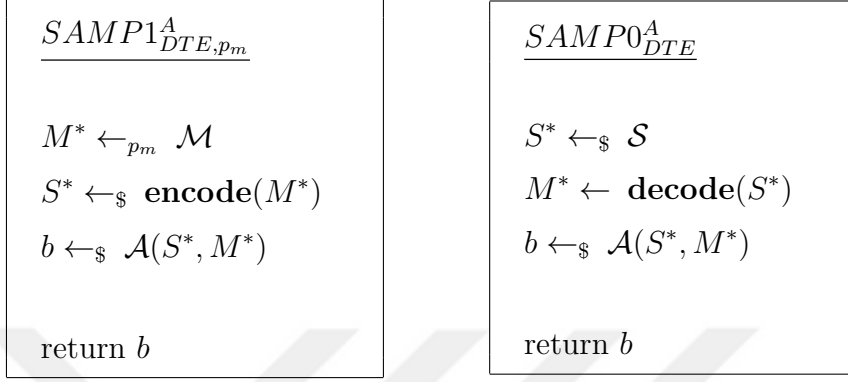 SAMP1^A_{DTE,p_m}
M* ←_{p_m} ℳ
S* ←_$ encode(M*)
b ←_$ 𝒜(S*, M*)
return b
SAMP0^A_{DTE}
S* ←_$ 𝒮
M* ← decode(S*)
b ←_$ 𝒜(S*, M*)
return b